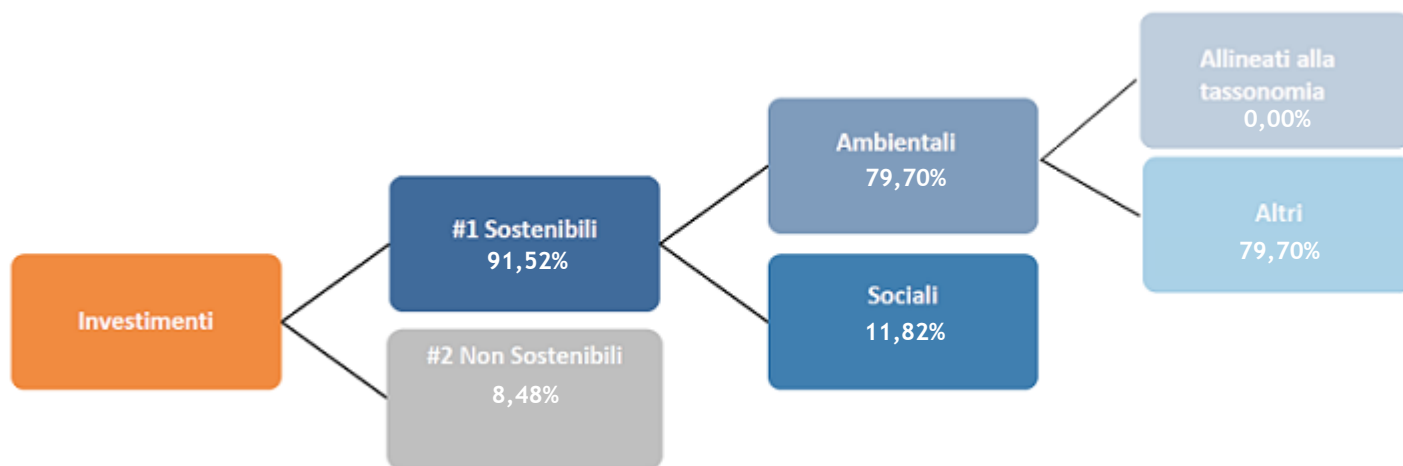 Investimenti
#1 Sostenibili
91,52%
#2 Non Sostenibili
8,48%
Ambientali
79,70%
Sociali
11,82%
Allineati alla
tassonomia
0,00%
Altri
79,70%